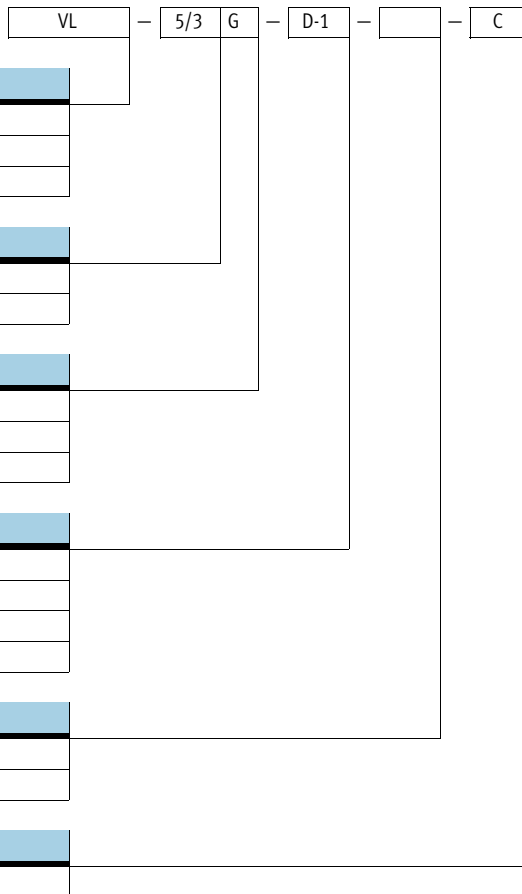 VL – 5/3 G – D-1 – – C